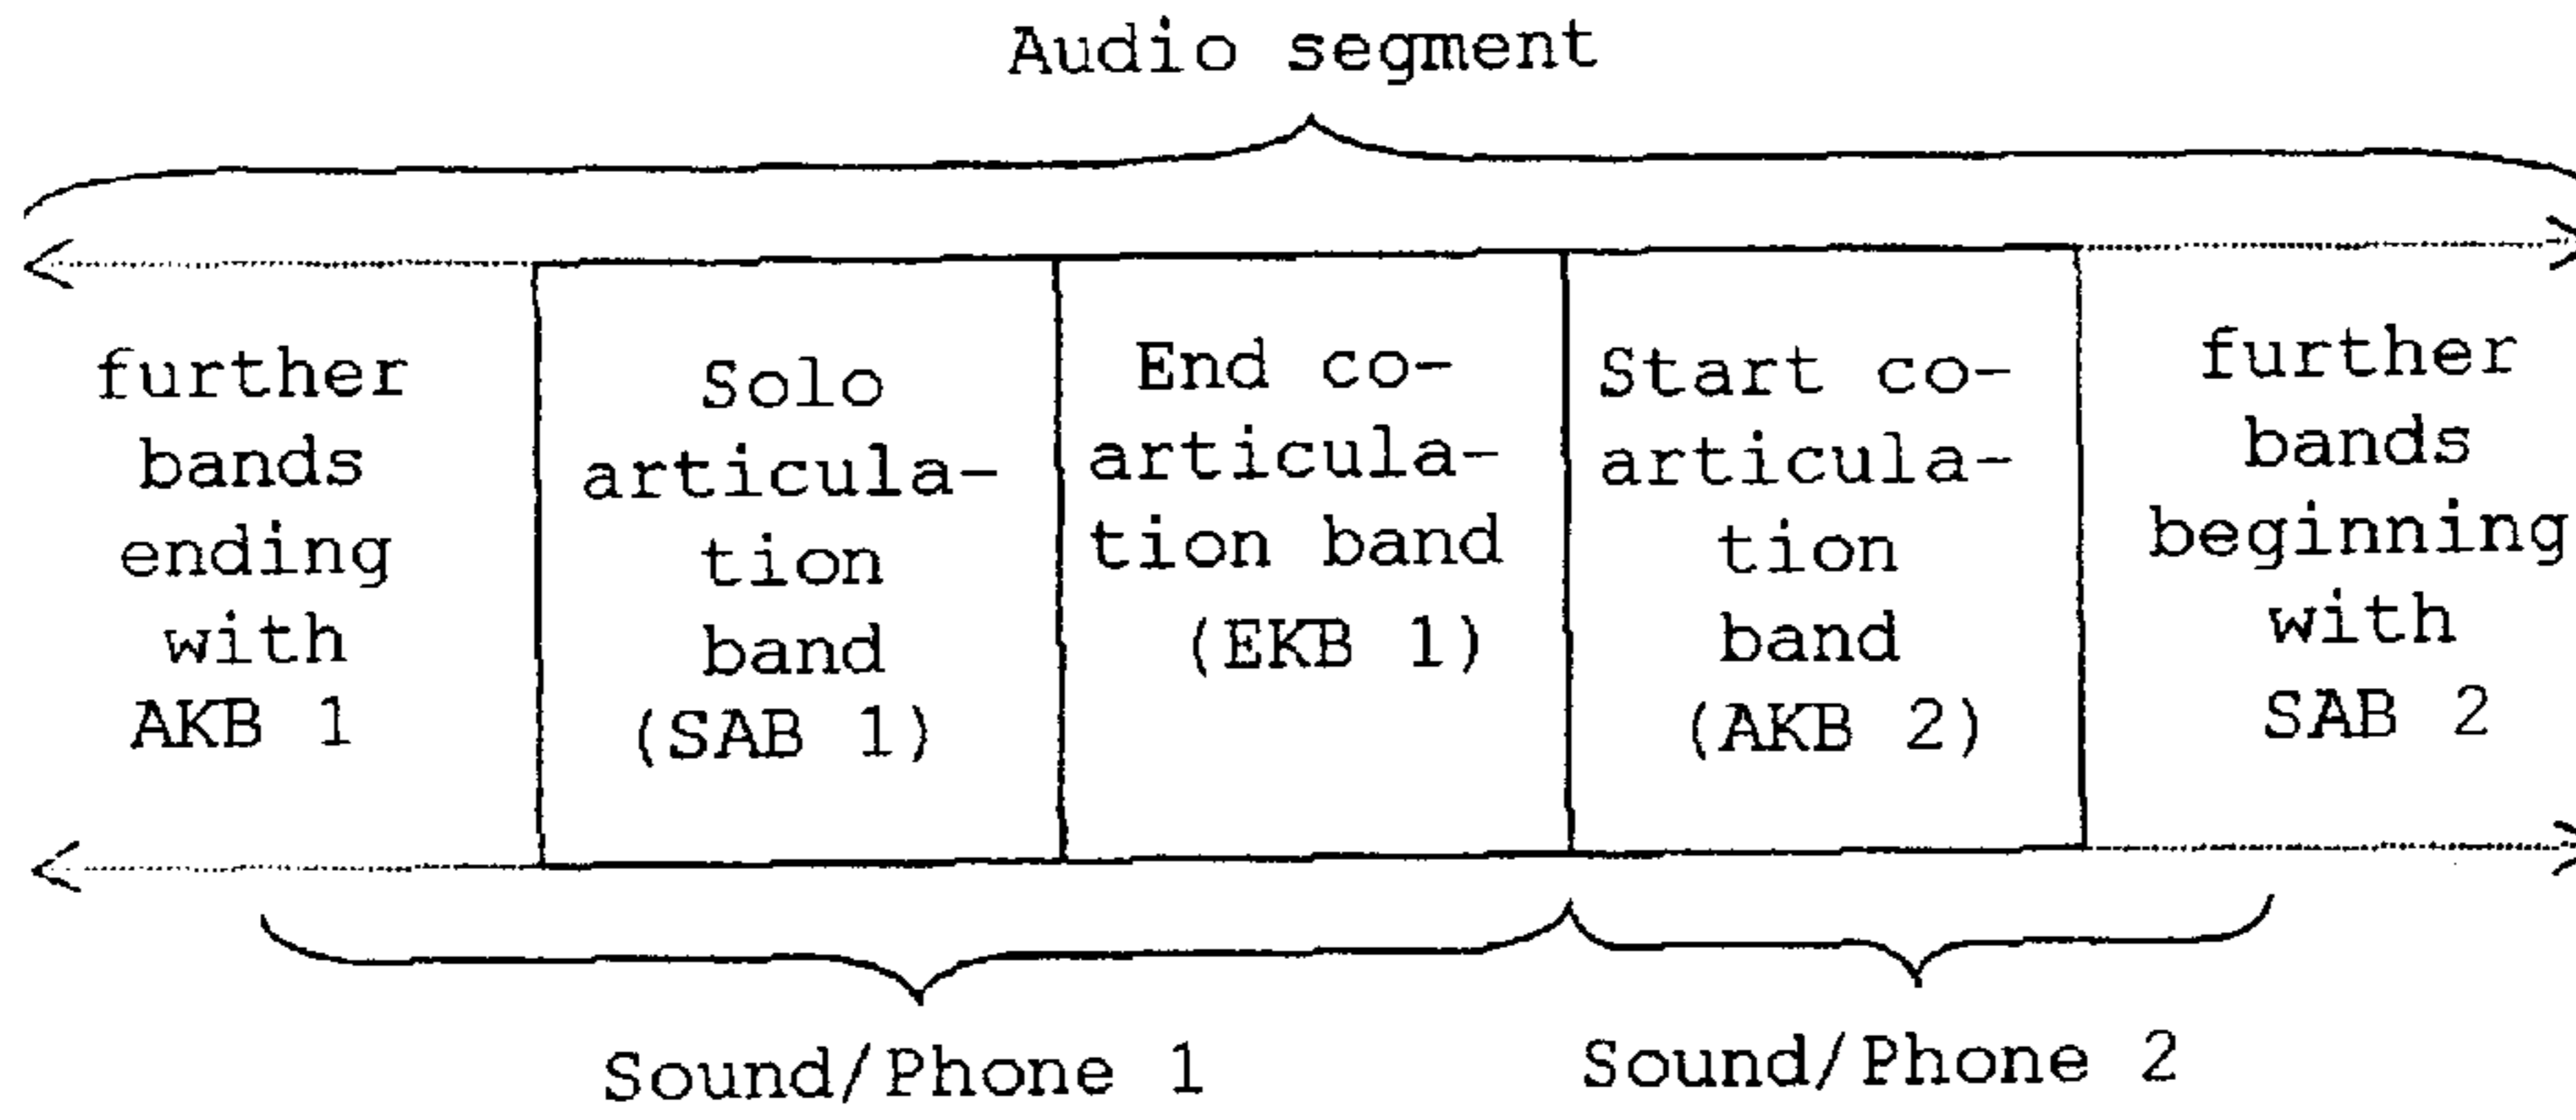 Audio segment
further
bands
ending
with
AKB 1
Solo
articula-
tion
band
(SAB 1)
End co-
articula-
tion band
(EKB 1)
Start co-
articula-
tion
band
(AKB 2)
further
bands
beginning
with
SAB 2
Sound/Phone 1
Sound/Phone 2